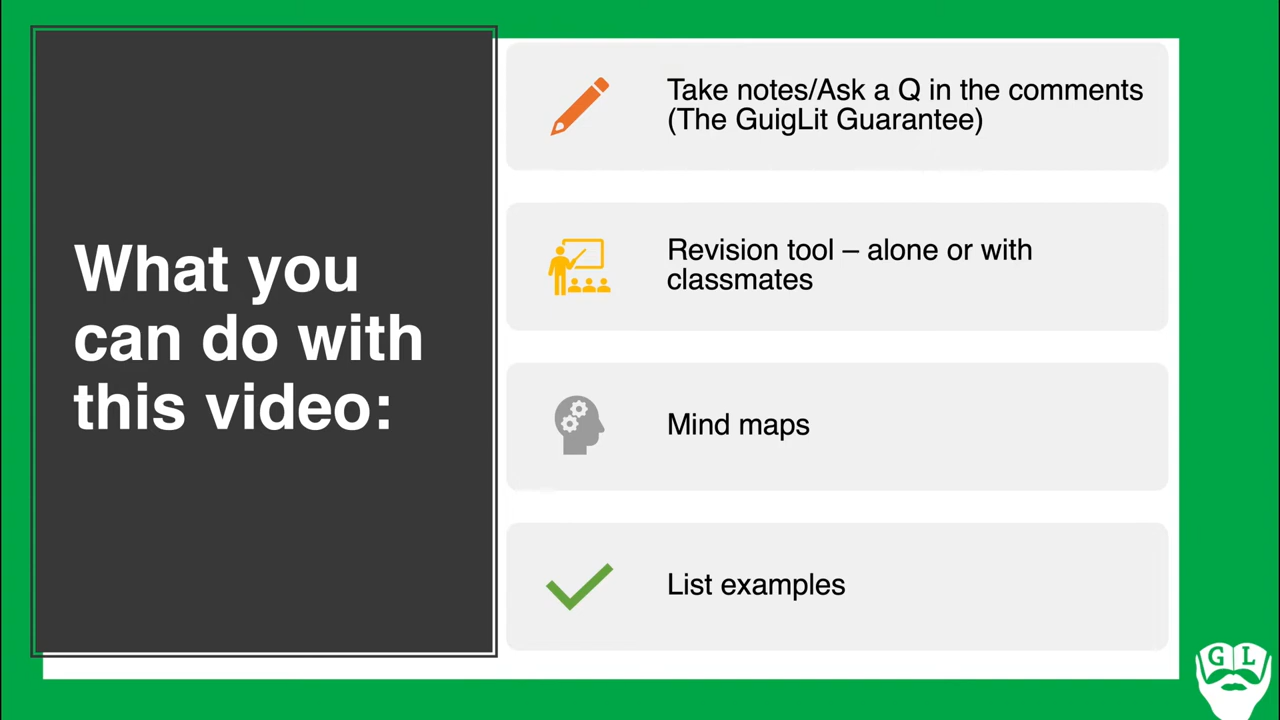 What you
can do with
this video:
Take notes/Ask a Q in the comments
(The GuigLit Guarantee)
Revision tool – alone or with
classmates
Mind maps
List examples
G L